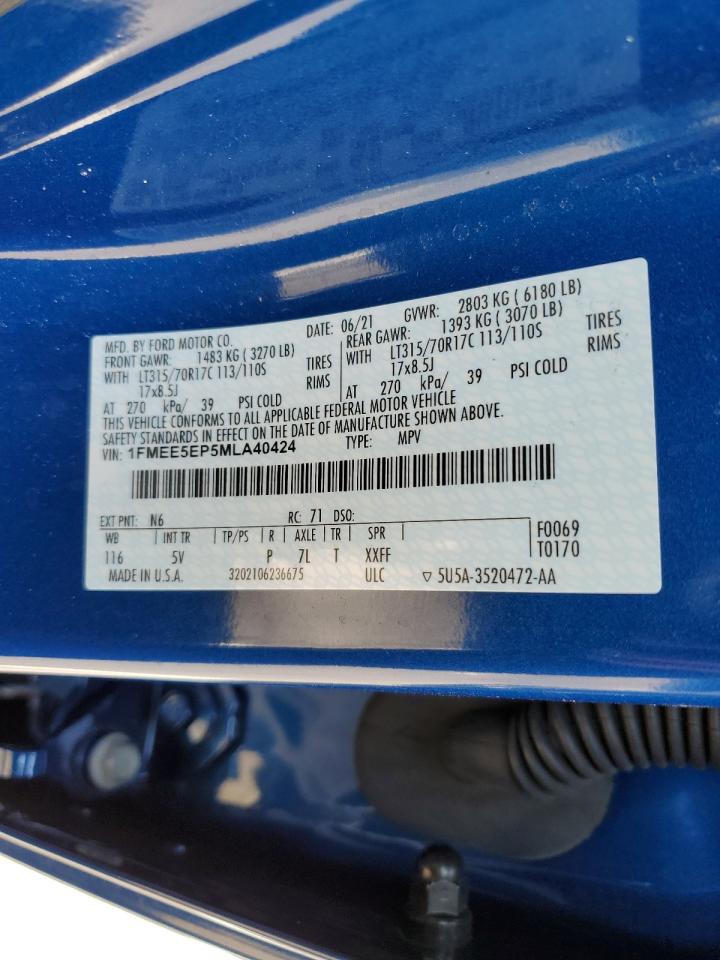 MFD. BY FORD MOTOR CO. DATE: 06/21 GVWR: 2803 KG ( 6180 LB)
FRONT GAWR: 1483 KG ( 3270 LB) REAR GAWR: 1393 KG ( 3070 LB)
WITH LT315/70R17C 113/110S TIRES WITH LT315/70R17C 113/110S TIRES
17x8.5J RIMS 17x8.5J RIMS
AT 270 kPa/ 39 PSI COLD AT 270 kPa/ 39 PSI COLD
THIS VEHICLE CONFORMS TO ALL APPLICABLE FEDERAL MOTOR VEHICLE
SAFETY STANDARDS IN EFFECT ON THE DATE OF MANUFACTURE SHOWN ABOVE.
VIN: 1FMEE5EP5MLA40424 TYPE: MPV
EXT PNT: N6 RC: 71 DSO:
WB | INT TR | TP/PS | R | AXLE | TR | SPR | F0069
116 5V P 7L T XXFF T0170
MADE IN U.S.A. 3202106236675 ULC ▽ 5U5A-3520472-AA